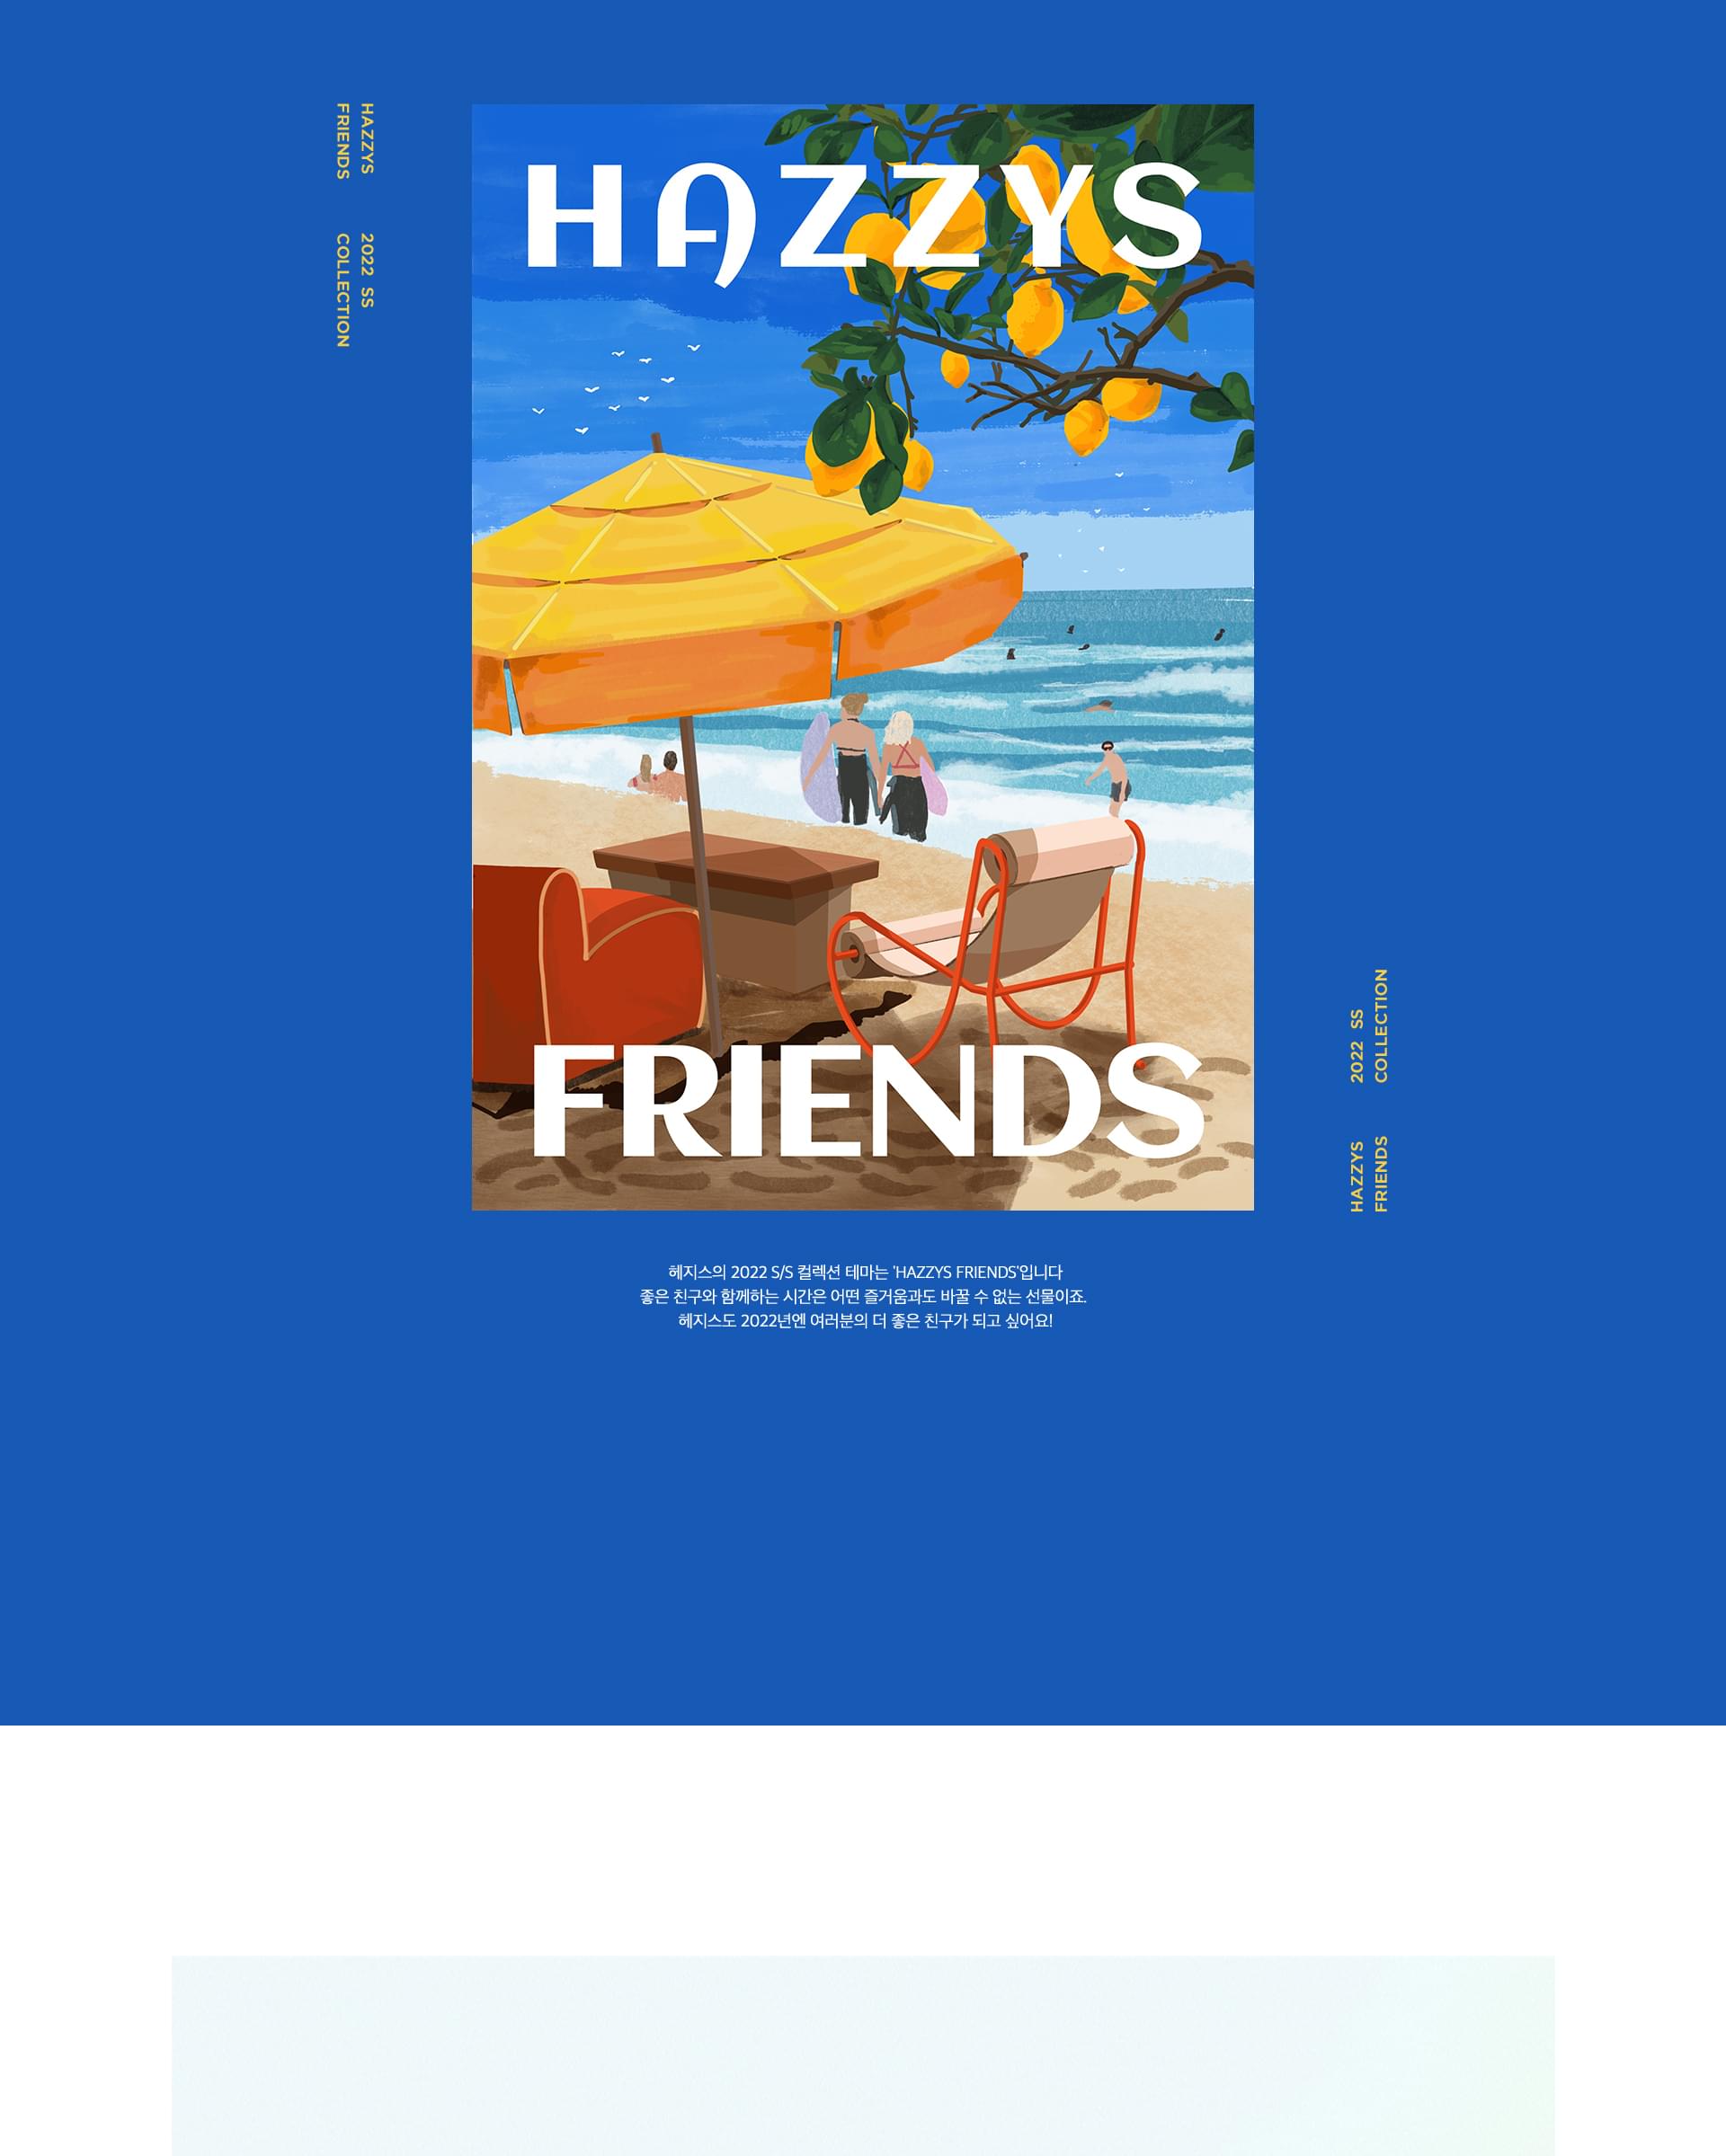 HAZZYS 2022 SS
FRIENDS COLLECTION
HAZZYS
FRIENDS
HAZZYS 2022 SS
FRIENDS COLLECTION
헤지스의 2022 S/S 컬렉션 테마는 'HAZZYS FRIENDS'입니다
좋은 친구와 함께하는 시간은 어떤 즐거움과도 바꿀 수 없는 선물이죠.
헤지스도 2022년엔 여러분의 더 좋은 친구가 되고 싶어요!